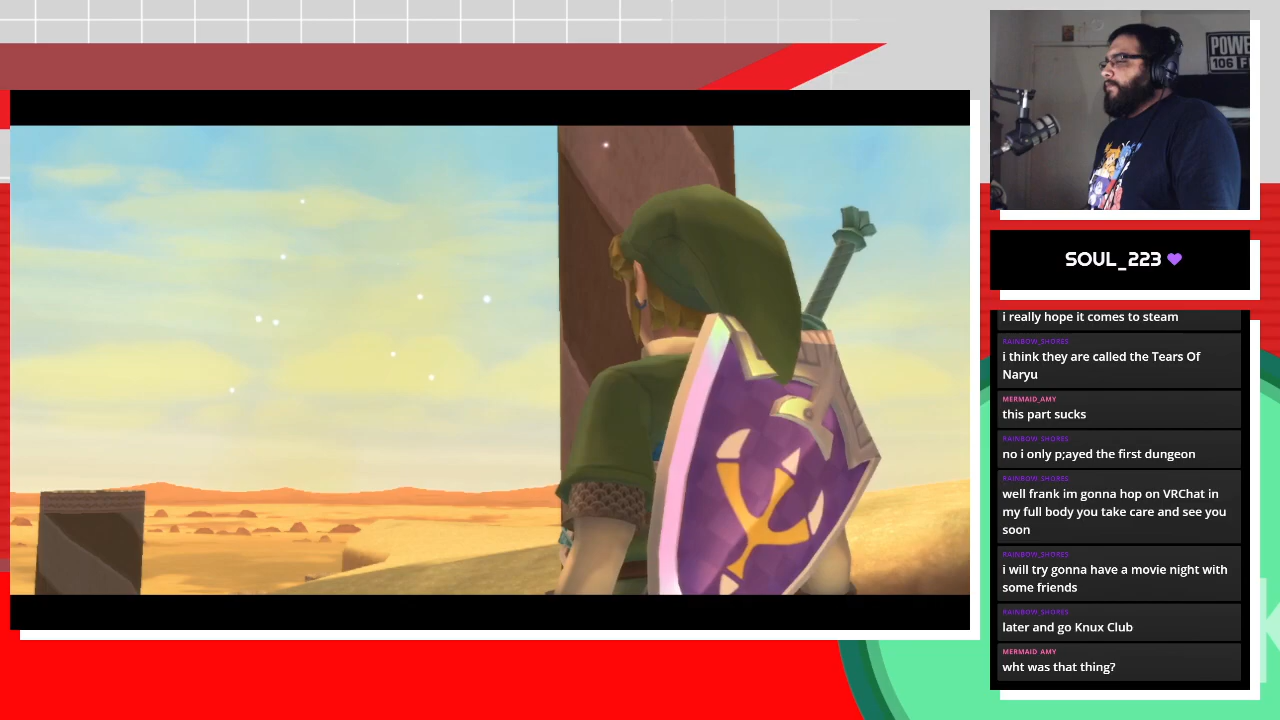 POWE
106 F
SOUL_223
i really hope it comes to steam
RAINBOW_SHORES
i think they are called the Tears Of
Naryu
MERMAID_AMY
this part sucks
RAINBOW_SHORES
no i only p;ayed the first dungeon
RAINBOW_SHORES
well frank im gonna hop on VRChat in
my full body you take care and see you
soon
RAINBOW_SHORES
i will try gonna have a movie night with
some friends
RAINBOW_SHORES
later and go Knux Club
MERMAID_AMY
wht was that thing?